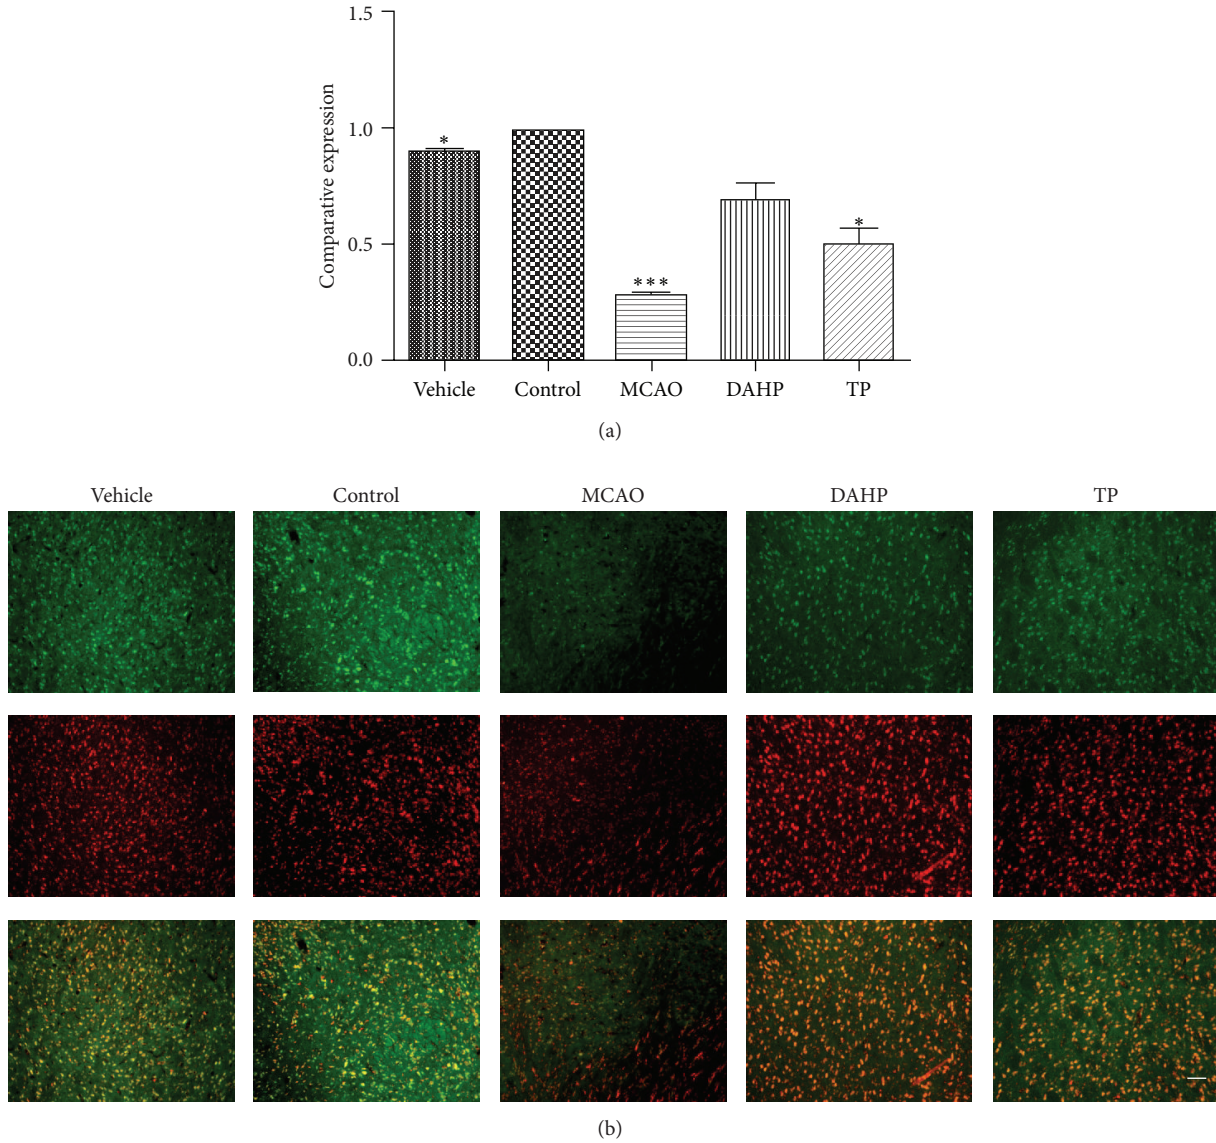 1.5
1.0
0.5
0.0
Comparative expression
*
***
*
Vehicle Control MCAO DAHP TP
(a)
Vehicle Control MCAO DAHP TP
(b)